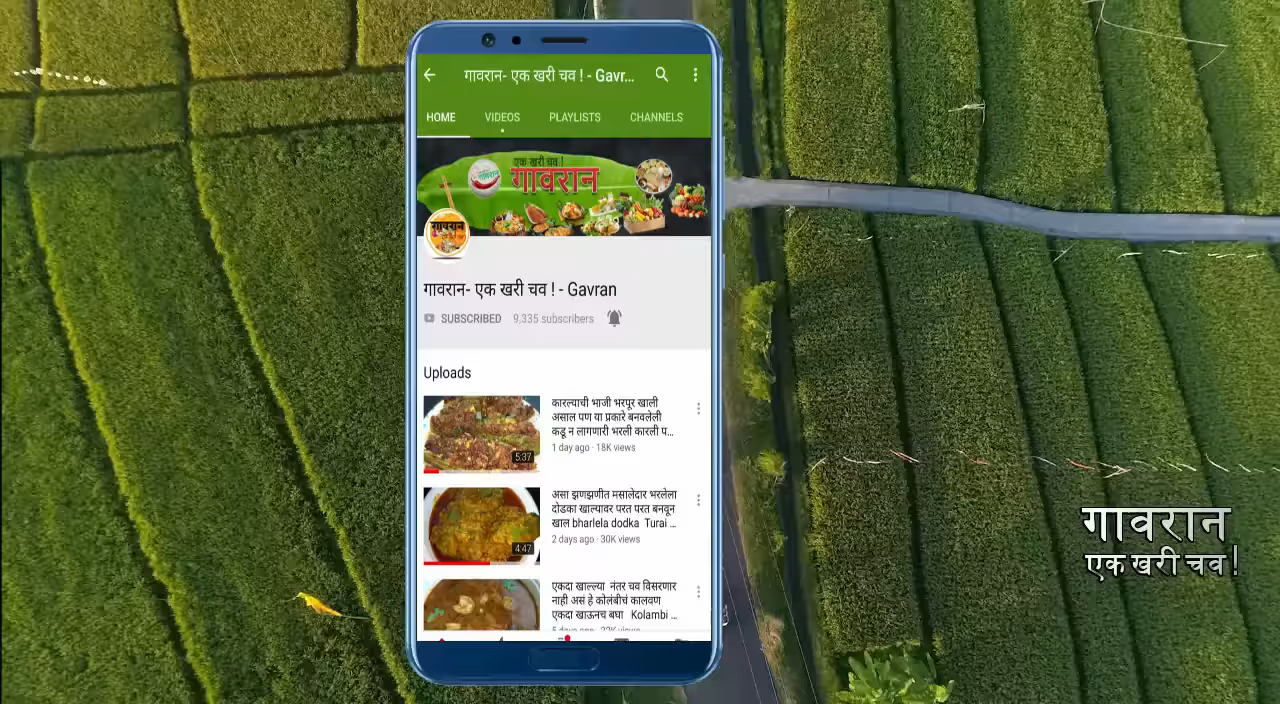 गावरान- एक खरी चव ! - Gavr...
HOME VIDEOS PLAYLISTS CHANNELS
एक खरी चव !
गावरान
गावरान
गावरान- एक खरी चव ! - Gavran
SUBSCRIBED 9,335 subscribers
Uploads
कारल्याची भाजी भरपूर खाली
असाल पण या प्रकारे बनवलेली
कडू न लागणारी भरली कारली प...
1 day ago · 18K views
5:37
असा झणझणीत मसालेदार भरलेला
दोडका खाल्यावर परत परत बनवून
खाल bharlela dodka Turai ...
2 days ago · 30K views
4:47
एकदा खाल्ल्या नंतर चव विसरणार
नाही असं हे कोलंबीचं कालवण
एकदा खाऊनच बघा Kolambi ...
गावरान
एक खरी चव!